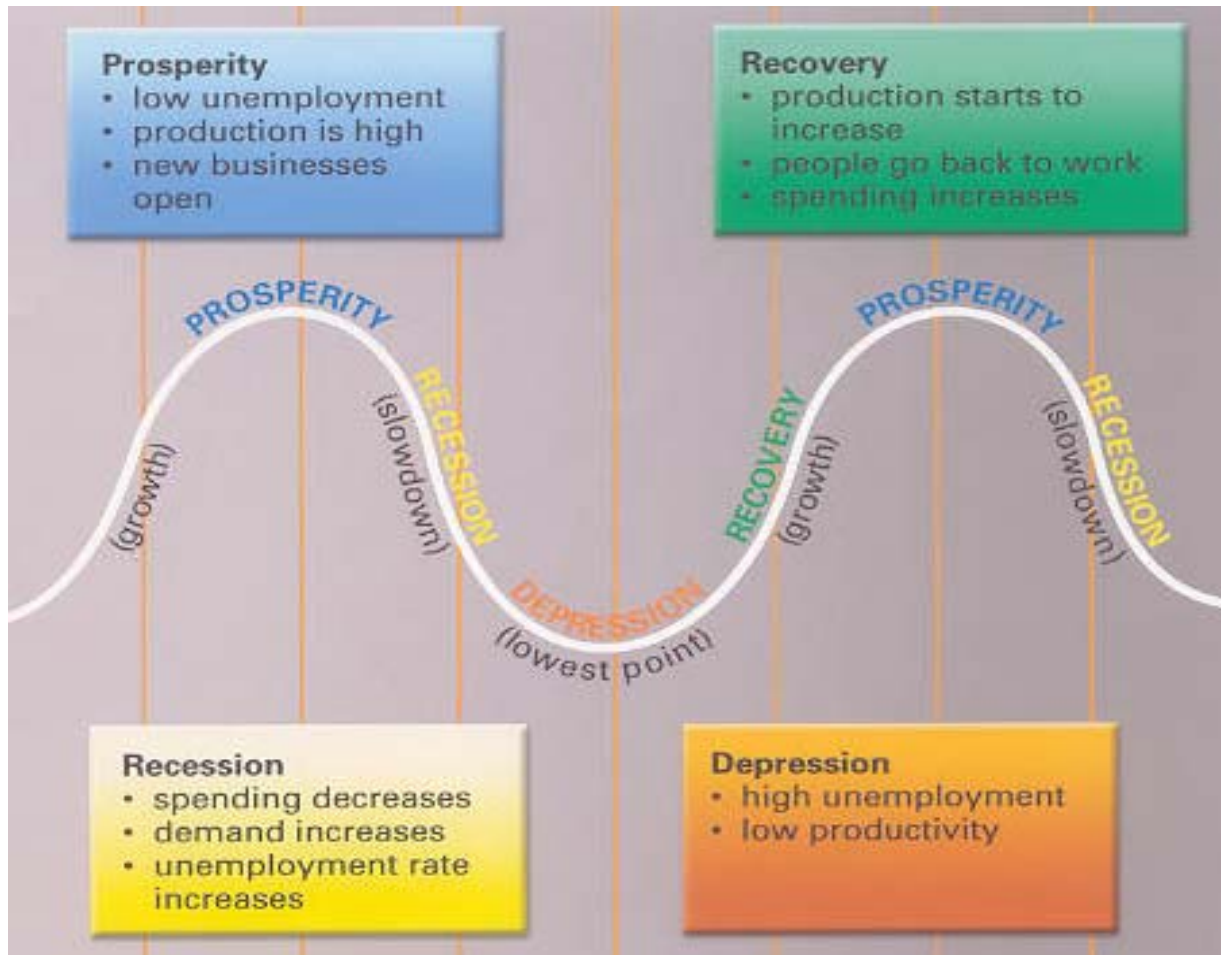 Prosperity
• low unemployment
• production is high
• new businesses
open
Recovery
• production starts to
increase
• people go back to work
• spending increases
PROSPERITY
RECESSION
(slowdown)
(growth)
DEPRESSION
(lowest point)
RECOVERY
(growth)
PROSPERITY
RECESSION
(slowdown)
Recession
• spending decreases
• demand increases
• unemployment rate
increases
Depression
• high unemployment
• low productivity